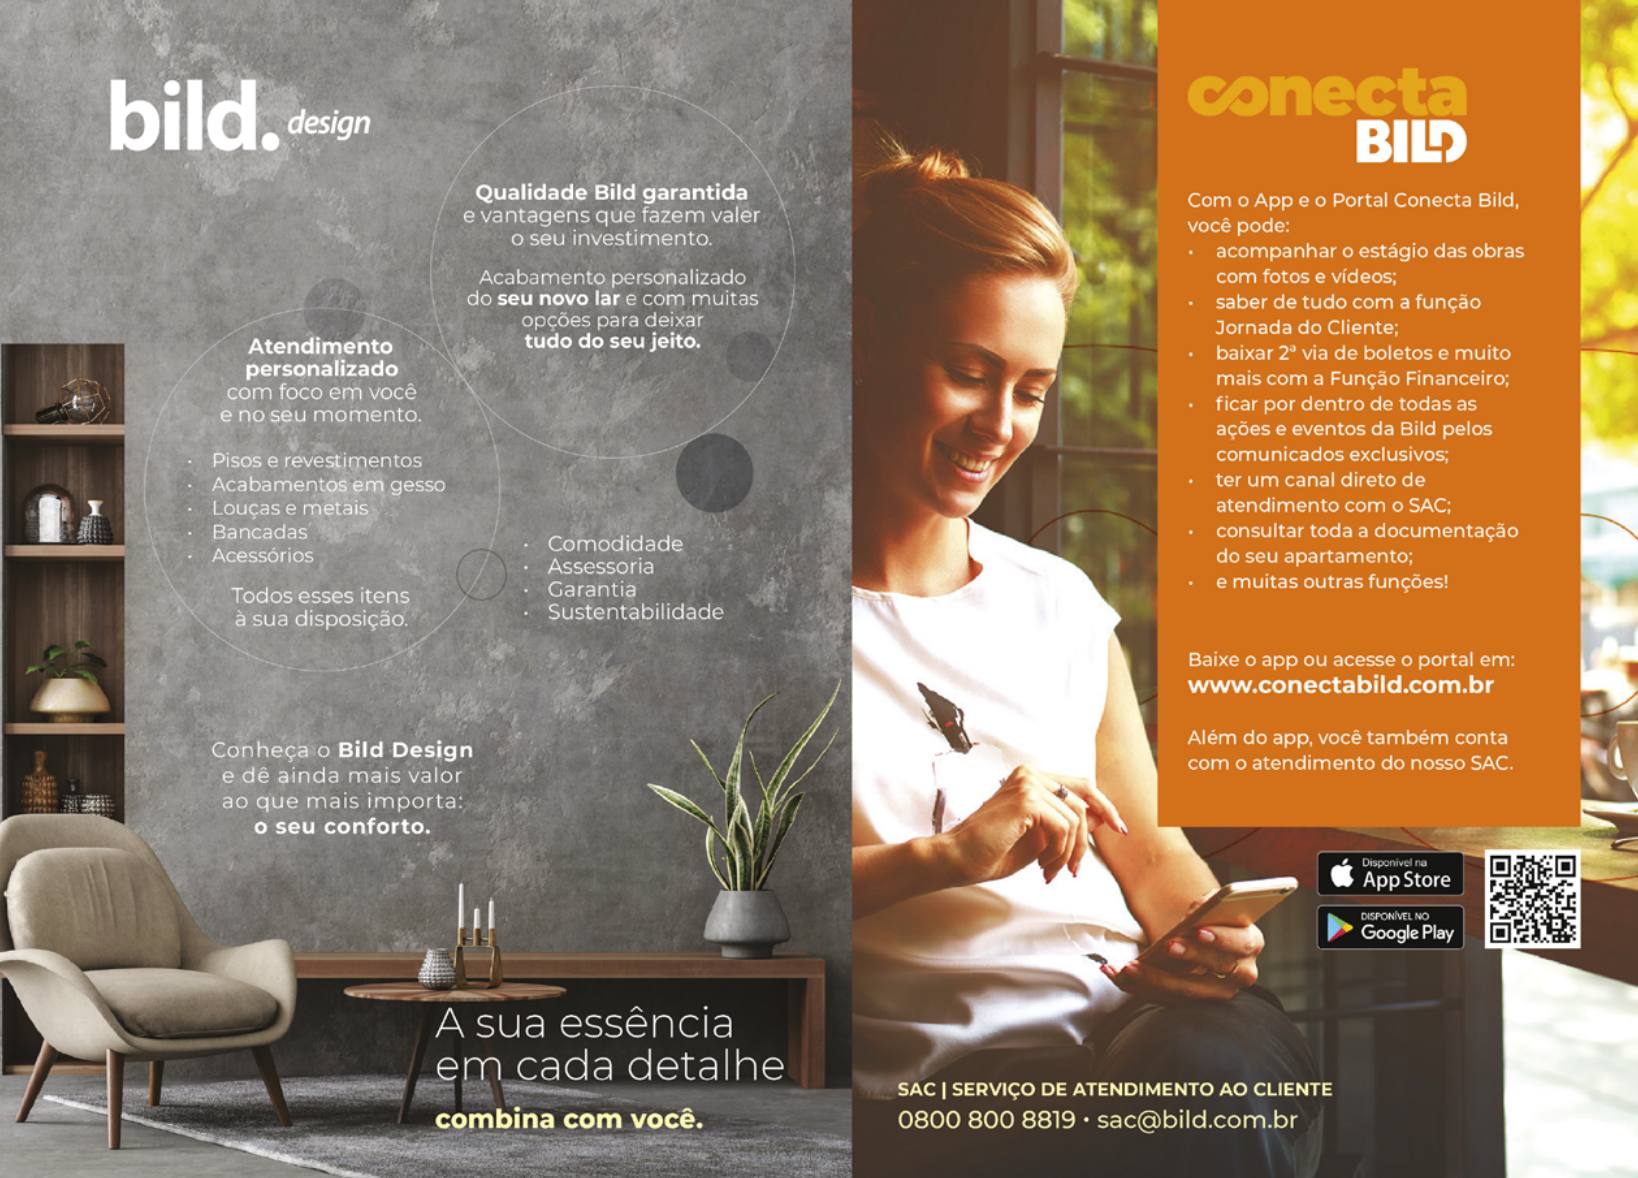 bild. design
Qualidade Bild garantida
e vantagens que fazem valer
o seu investimento.
Acabamento personalizado
do seu novo lar e com muitas
opções para deixar
tudo do seu jeito.
Atendimento
personalizado
com foco em você
e no seu momento.
• Pisos e revestimentos
• Acabamentos em gesso
• Louças e metais
• Bancadas
• Acessórios
Todos esses itens
à sua disposição.
• Comodidade
• Assessoria
• Garantia
• Sustentabilidade
Conheça o Bild Design
e dê ainda mais valor
ao que mais importa:
o seu conforto.
A sua essência
em cada detalhe
combina com você.
conecta
BILD
Com o App e o Portal Conecta Bild,
você pode:
• acompanhar o estágio das obras
com fotos e vídeos;
• saber de tudo com a função
Jornada do Cliente;
• baixar 2ª via de boletos e muito
mais com a Função Financeiro;
• ficar por dentro de todas as
ações e eventos da Bild pelos
comunicados exclusivos;
• ter um canal direto de
atendimento com o SAC;
• consultar toda a documentação
do seu apartamento;
• e muitas outras funções!
Baixe o app ou acesse o portal em:
www.conectabild.com.br
Além do app, você também conta
com o atendimento do nosso SAC.
Disponível na
App Store
DISPONÍVEL NO
Google Play
SAC | SERVIÇO DE ATENDIMENTO AO CLIENTE
0800 800 8819 • sac@bild.com.br